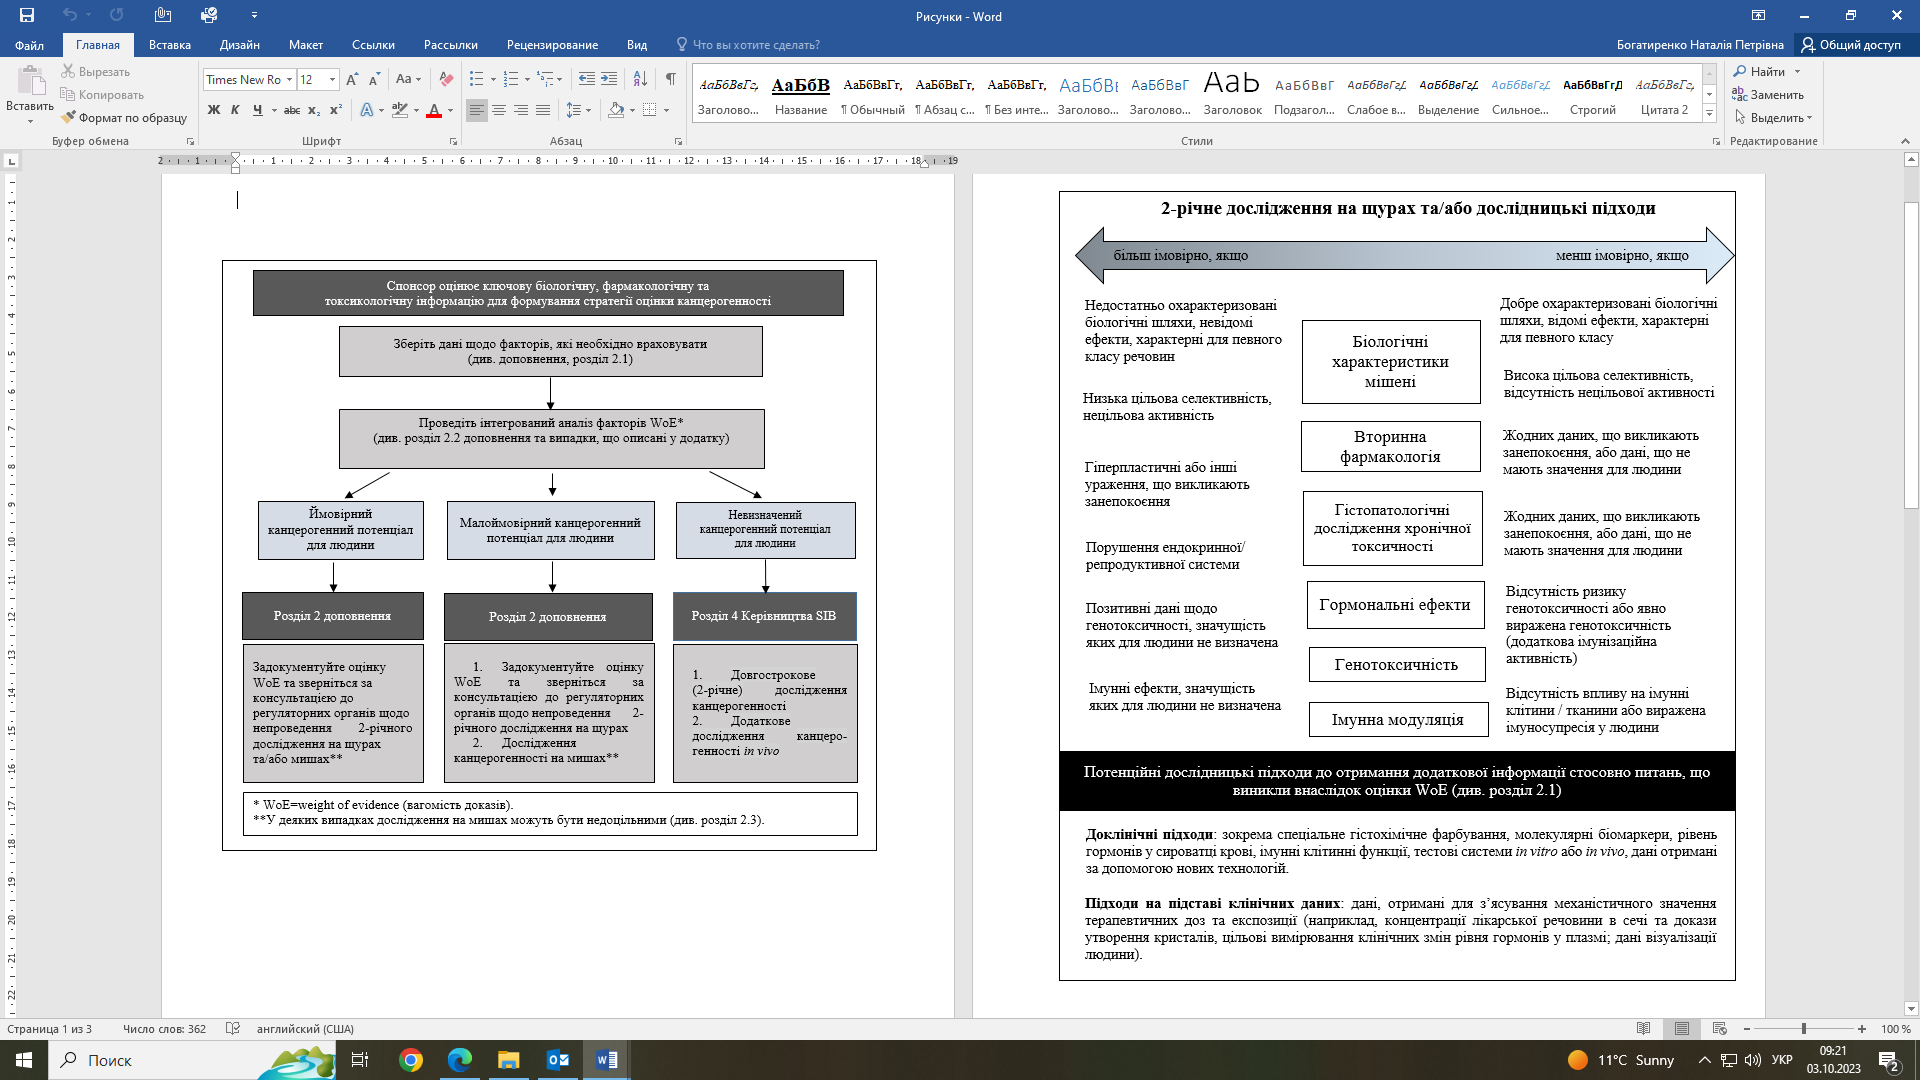 Рисунки - Word
Файл
Главная
Вставка
Дизайн
Макет
Ссылки
Рассылки
Рецензирование
Вид
Что вы хотите сделать?
Богатиренко Наталія Петрівна
Общий доступ
Вставить
Вырезать
Копировать
Формат по образцу
Буфер обмена
Times New Ro
12
Шрифт
Абзац
АаБбВвГг,
Заголово...
АаБбВ
Название
АаБбВвГг,
¶ Обычный
АаБбВвГг,
¶ Абзац с...
АаБбВвГг,
¶ Без инте...
АаБбВвГ
Заголово...
АаБбВвГ
Заголово...
АаЬ
Заголовок
АаБбВвГ
Подзагол...
АаБбВвГгД
Слабое в...
АаБбВвГгД
Выделение
АаБбВвГгД
Сильное...
АаБбВвГгД
Строгий
АаБбВвГг,
Цитата 2
Стили
Найти
Заменить
Выделить
Редактирование
Спонсор оцінює ключову біологічну, фармакологічну та
токсикологічну інформацію для формування стратегії оцінки канцерогенності
Зберіть дані щодо факторів, які необхідно враховувати
(див. доповнення, розділ 2.1)
Проведіть інтегрований аналіз факторів WoE*
(див. розділ 2.2 доповнення та випадки, що описані у додатку)
Ймовірний
канцерогенний потенціал
для людини
Малоймовірний канцерогенний
потенціал для людини
Невизначений
канцерогенний потенціал
для людини
Розділ 2 доповнення
Розділ 2 доповнення
Розділ 4 Керівництва SIB
Задокументуйте оцінку
WoE та зверніться за
консультацією до
регуляторних органів щодо
непроведення 2-річного
дослідження на щурах
та/або мишах**
1. Задокументуйте оцінку
WoE та зверніться за
консультацією до регуляторних
органів щодо непроведення 2-
річного дослідження на щурах
2. Дослідження
канцерогенності на мишах**
1. Довгострокове
(2-річне) дослідження
канцерогенності
2. Додаткове
дослідження канцеро-
генності in vivo
* WoE=weight of evidence (вагомість доказів).
**У деяких випадках дослідження на мишах можуть бути недоцільними (див. розділ 2.3).
2-річне дослідження на щурах та/або дослідницькі підходи
більш імовірно, якщо
менш імовірно, якщо
Недостатньо охарактеризовані
біологічні шляхи, невідомі
ефекти, характерні для певного
класу речовин
Низька цільова селективність,
нецільова активність
Гіперпластичні або інші
ураження, що викликають
занепокоєння
Порушення ендокринної/
репродуктивної системи
Позитивні дані щодо
генотоксичності, значущість
яких для людини не визначена
Імунні ефекти, значущість
яких для людини не визначена
Біологічні
характеристики
мішені
Вторинна
фармакологія
Гістопатологічні
дослідження хронічної
токсичності
Гормональні ефекти
Генотоксичність
Імунна модуляція
Добре охарактеризовані біологічні
шляхи, відомі ефекти, характерні
для певного класу
Висока цільова селективність,
відсутність нецільової активності
Жодних даних, що викликають
занепокоєння, або дані, що не
мають значення для людини
Жодних даних, що викликають
занепокоєння, або дані, що не
мають значення для людини
Відсутність ризику
генотоксичності або явно
виражена генотоксичність
(додаткова імунізаційна
активність)
Відсутність впливу на імунні
клітини / тканини або виражена
імуносупресія у людини
Потенційні дослідницькі підходи до отримання додаткової інформації стосовно питань, що
виникли внаслідок оцінки WoE (див. розділ 2.1)
Доклінічні підходи: зокрема спеціальне гістохімічне фарбування, молекулярні біомаркери, рівень
гормонів у сироватці крові, імунні клітинні функції, тестові системи in vitro або in vivo, дані отримані
за допомогою нових технологій.
Підходи на підставі клінічних даних: дані, отримані для з’ясування механістичного значення
терапевтичних доз та експозиції (наприклад, концентрації лікарської речовини в сечі та докази
утворення кристалів, цільові вимірювання клінічних змін рівня гормонів у плазмі; дані візуалізації
людини).
Страница 1 из 3
Число слов: 362
английский (США)
100 %
Поиск
11°C Sunny
УКР
09:21
03.10.2023
2